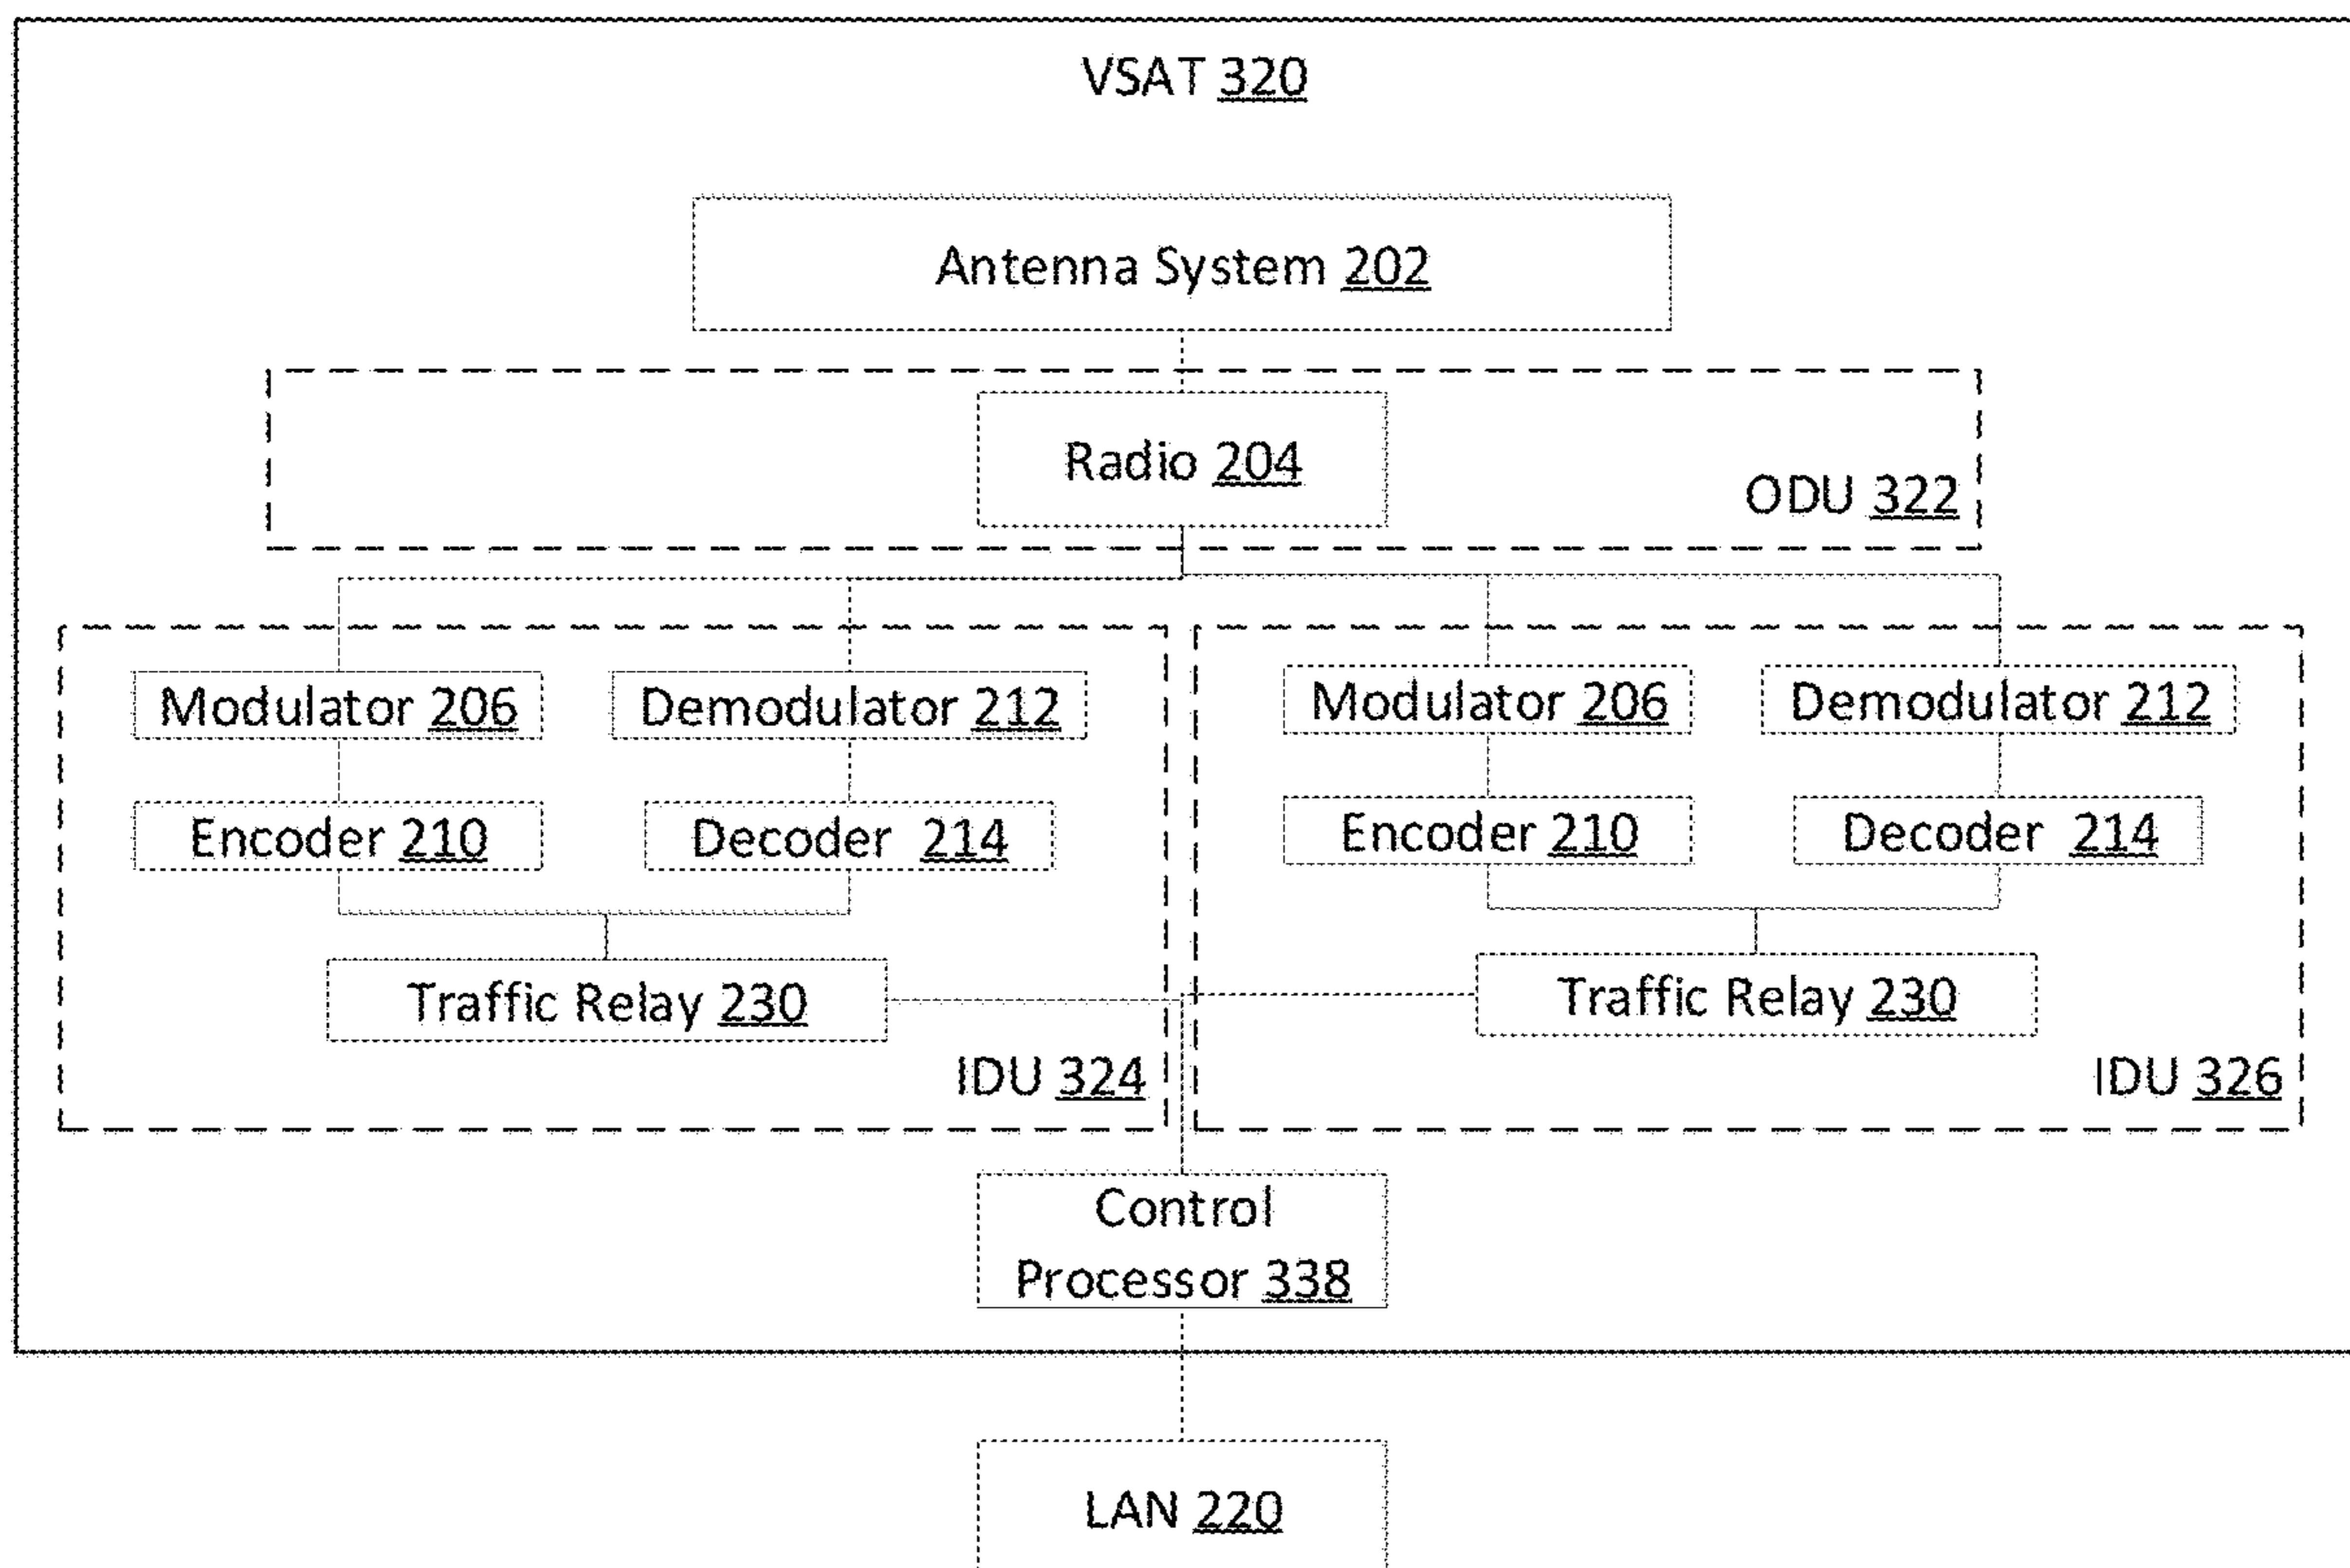 VSAT 320
Antenna System 202
Radio 204
ODU 322
Modulator 206
Demodulator 212
Encoder 210
Decoder 214
Traffic Relay 230
IDU 324
Modulator 206
Demodulator 212
Encoder 210
Decoder 214
Traffic Relay 230
IDU 326
Control
Processor 338
LAN 220